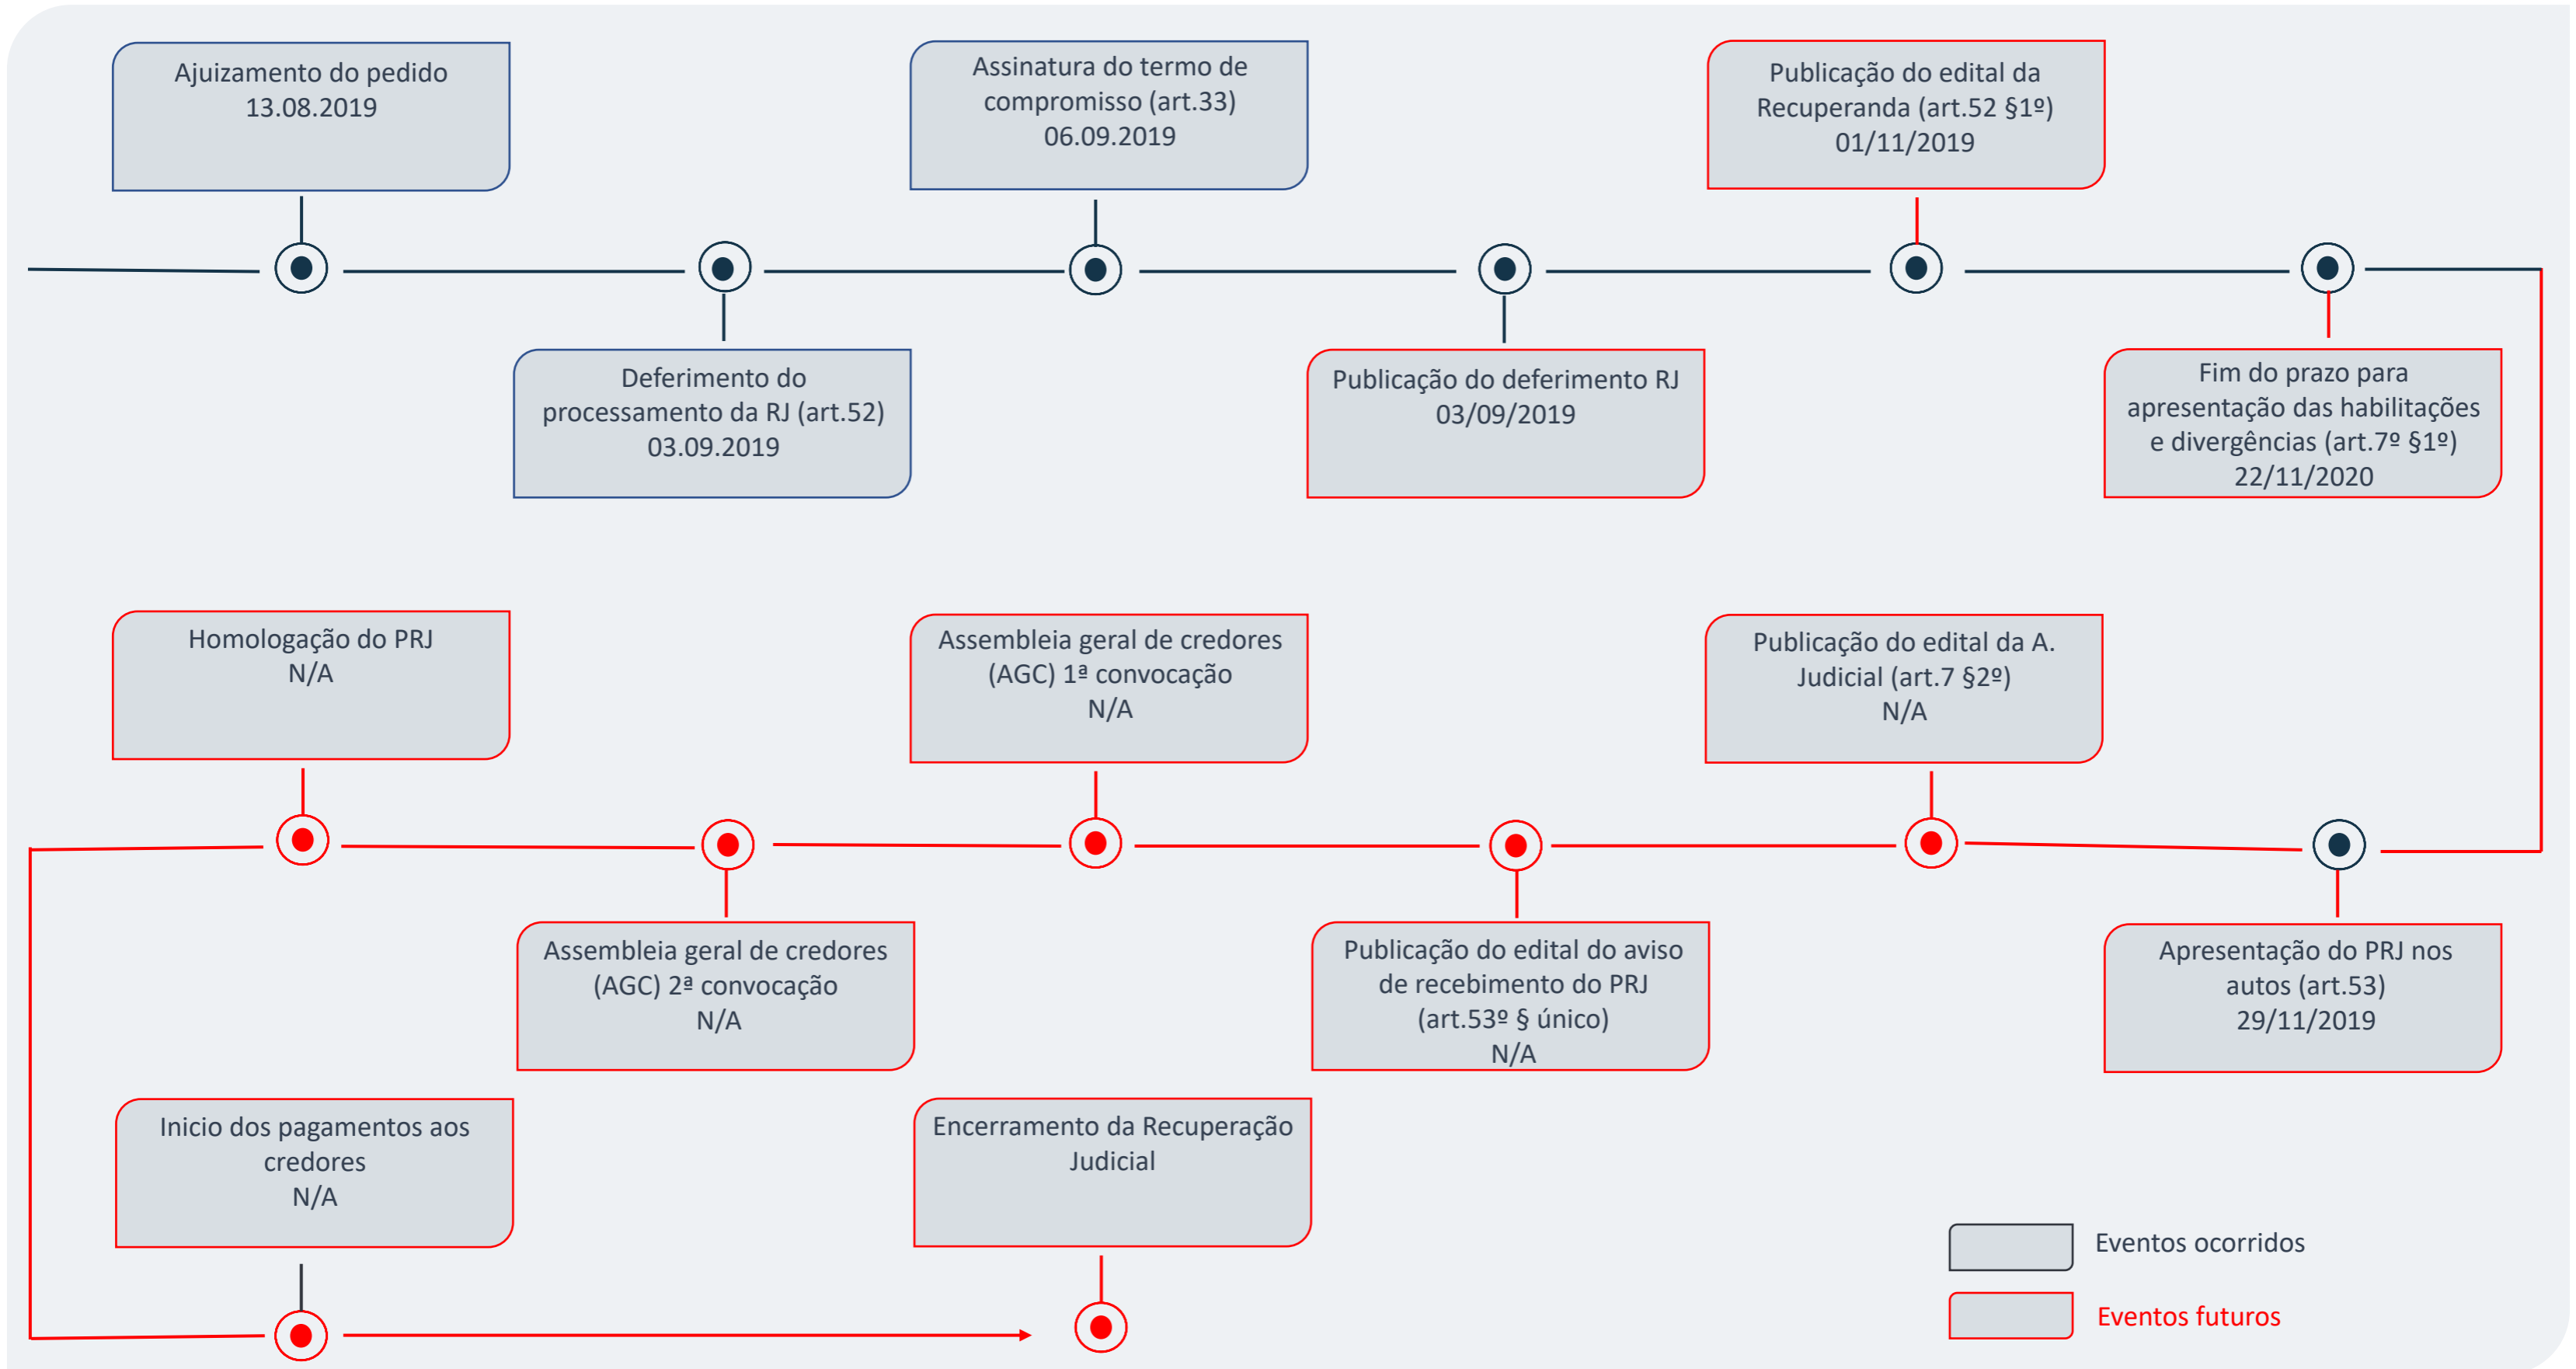 Ajuizamento do pedido
13.08.2019
Assinatura do termo de
compromisso (art.33)
06.09.2019
Publicação do edital da
Recuperanda (art.52 §1º)
01/11/2019
Deferimento do
processamento da RJ (art.52)
03.09.2019
Publicação do deferimento RJ
03/09/2019
Fim do prazo para
apresentação das habilitações
e divergências (art.7º §1º)
22/11/2020
Homologação do PRJ
N/A
Assembleia geral de credores
(AGC) 1ª convocação
N/A
Publicação do edital da A.
Judicial (art.7 §2º)
N/A
Assembleia geral de credores
(AGC) 2ª convocação
N/A
Publicação do edital do aviso
de recebimento do PRJ
(art.53º § único)
N/A
Apresentação do PRJ nos
autos (art.53)
29/11/2019
Inicio dos pagamentos aos
credores
N/A
Encerramento da Recuperação
Judicial
Eventos ocorridos
Eventos futuros